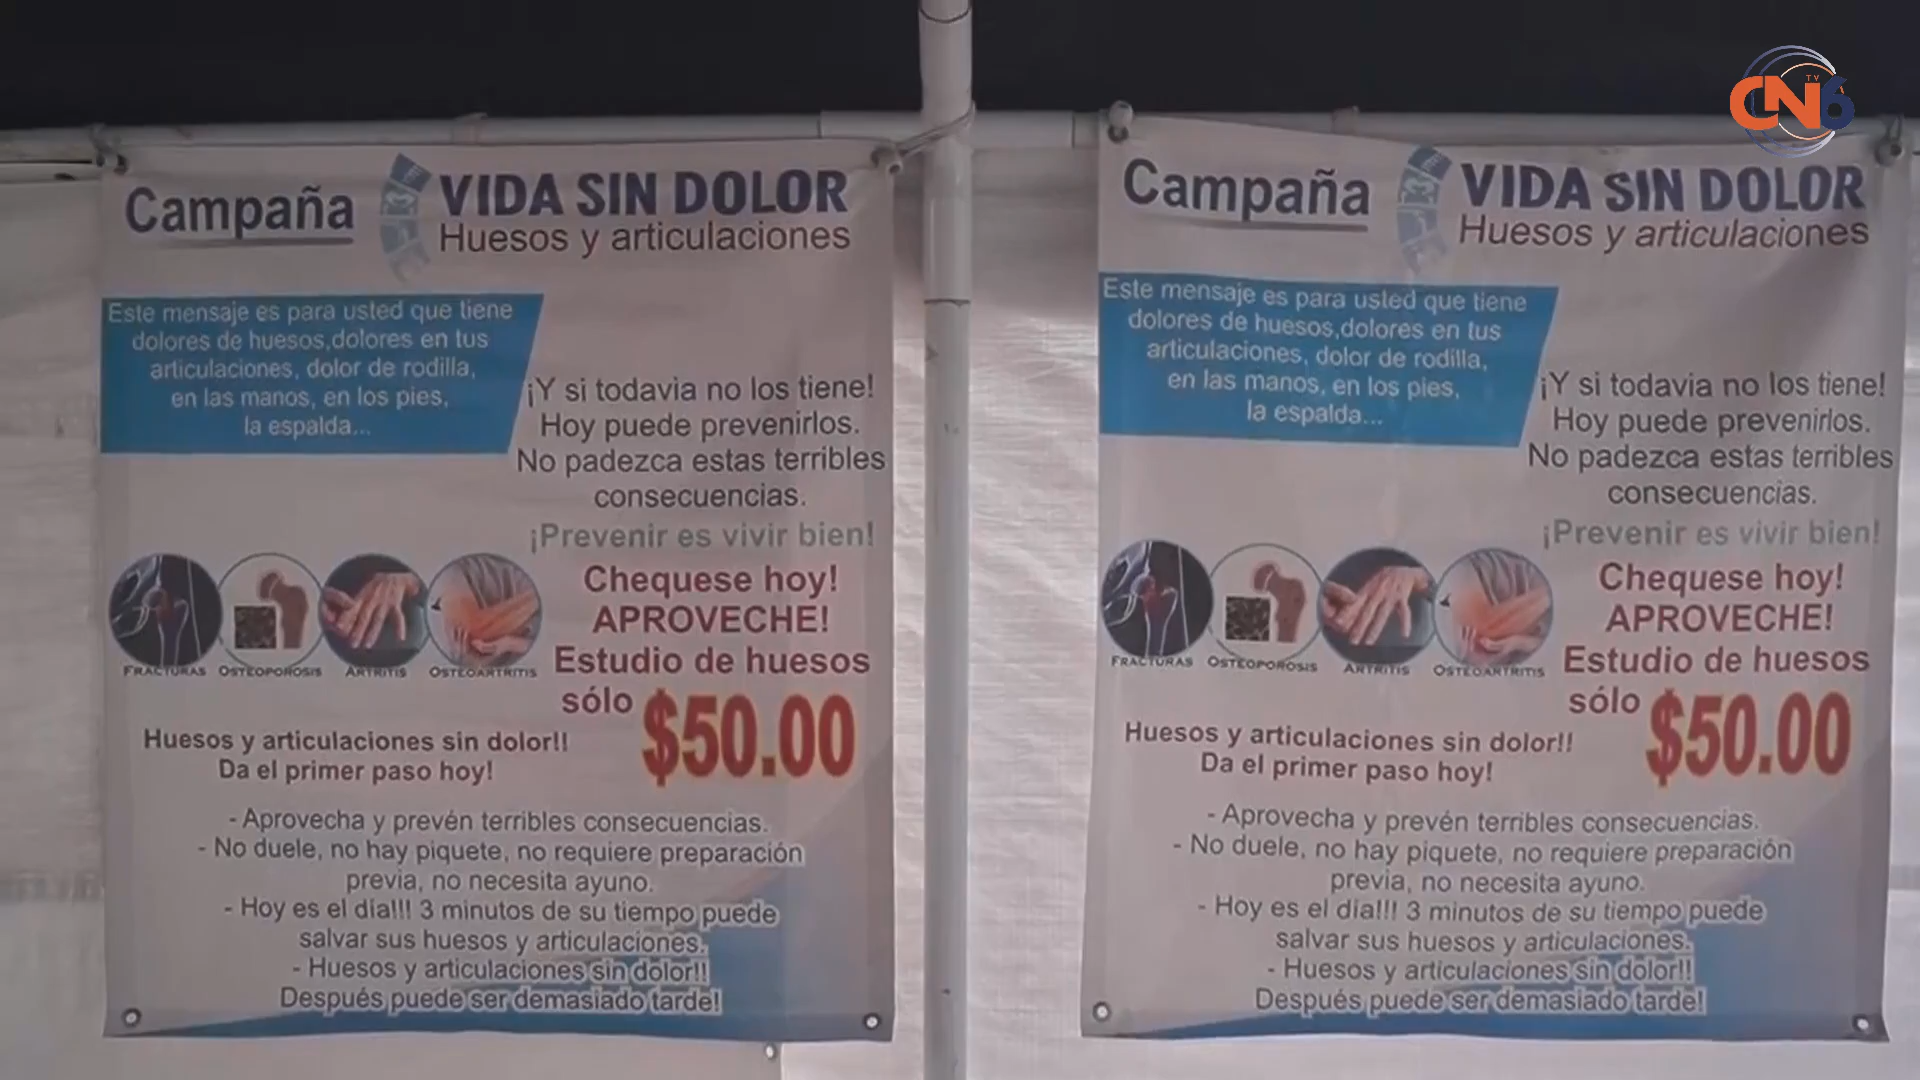 CN6
TV
Campaña
VIDA SIN DOLOR
Huesos y articulaciones
Este mensaje es para usted que tiene
dolores de huesos,dolores en tus
articulaciones, dolor de rodilla,
en las manos, en los pies,
la espalda...
¡Y si todavia no los tiene!
Hoy puede prevenirlos.
No padezca estas terribles
consecuencias.
¡Prevenir es vivir bien!
Chequese hoy!
APROVECHE!
Estudio de huesos
sólo $50.00
FRACTURAS OSTEOPOROSIS ARTRITIS OSTEOARTRITIS
Huesos y articulaciones sin dolor!!
Da el primer paso hoy!
- Aprovecha y prevén terribles consecuencias.
- No duele, no hay piquete, no requiere preparación
previa, no necesita ayuno.
- Hoy es el día!!! 3 minutos de su tiempo puede
salvar sus huesos y articulaciones.
- Huesos y articulaciones sin dolor!!
Después puede ser demasiado tarde!
Campaña
VIDA SIN DOLOR
Huesos y articulaciones
Este mensaje es para usted que tiene
dolores de huesos,dolores en tus
articulaciones, dolor de rodilla,
en las manos, en los pies,
la espalda...
¡Y si todavia no los tiene!
Hoy puede prevenirlos.
No padezca estas terribles
consecuencias.
¡Prevenir es vivir bien!
Chequese hoy!
APROVECHE!
Estudio de huesos
sólo $50.00
FRACTURAS OSTEOPOROSIS ARTRITIS OSTEOARTRITIS
Huesos y articulaciones sin dolor!!
Da el primer paso hoy!
- Aprovecha y prevén terribles consecuencias.
- No duele, no hay piquete, no requiere preparación
previa, no necesita ayuno.
- Hoy es el día!!! 3 minutos de su tiempo puede
salvar sus huesos y articulaciones.
- Huesos y articulaciones sin dolor!!
Después puede ser demasiado tarde!